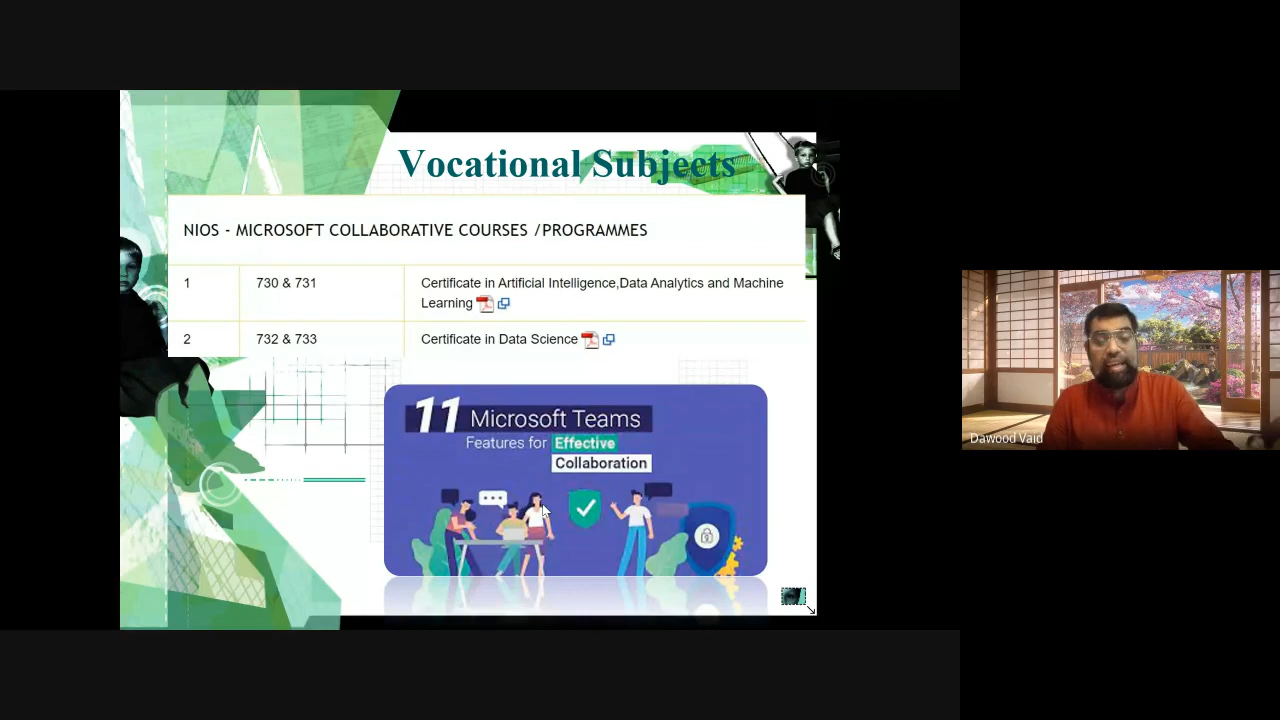 Vocational Subjects
NIOS - MICROSOFT COLLABORATIVE COURSES /PROGRAMMES
1 730 & 731 Certificate in Artificial Intelligence,Data Analytics and Machine
Learning
2 732 & 733 Certificate in Data Science
11 Microsoft Teams
Features for Effective
Collaboration
Dawood Vaid